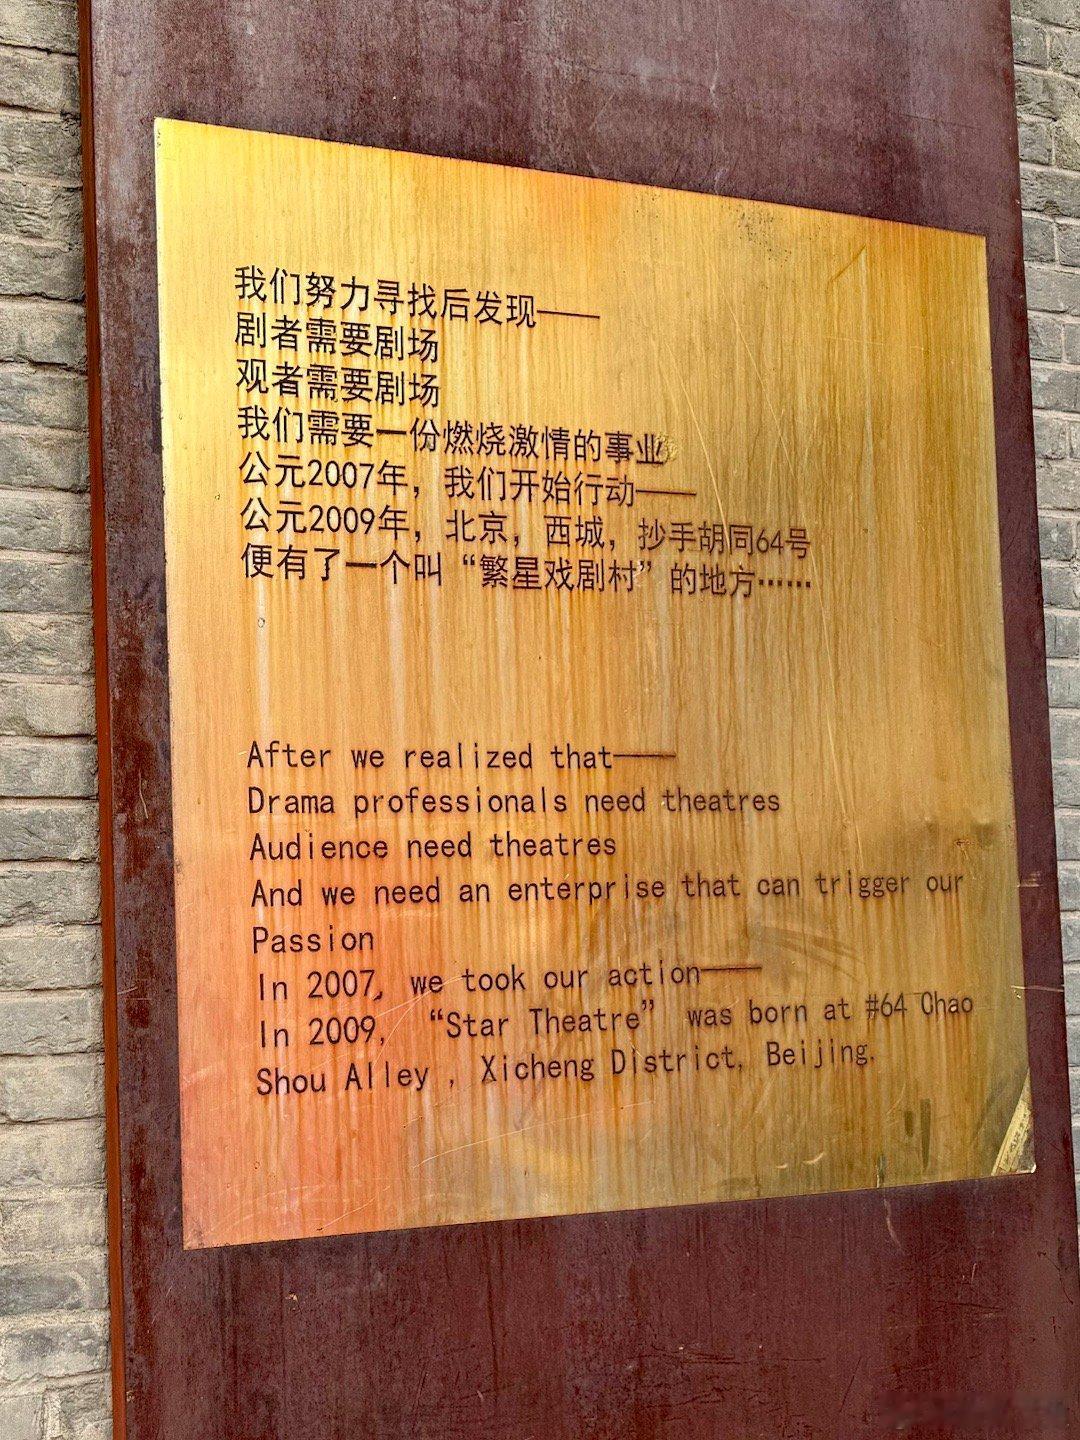 我们努力寻找后发现——
剧者需要剧场
观者需要剧场
我们需要一份燃烧激情的事业
公元2007年，我们开始行动——
公元2009年，北京，西城，抄手胡同64号
便有了一个叫“繁星戏剧村”的地方……
After we realized that——
Drama professionals need theatres
Audience need theatres
And we need an enterprise that can trigger our
Passion
In 2007, we took our action——
In 2009, “Star Theatre” was born at #64 Chao
Shou Alley , Xicheng District, Beijing.